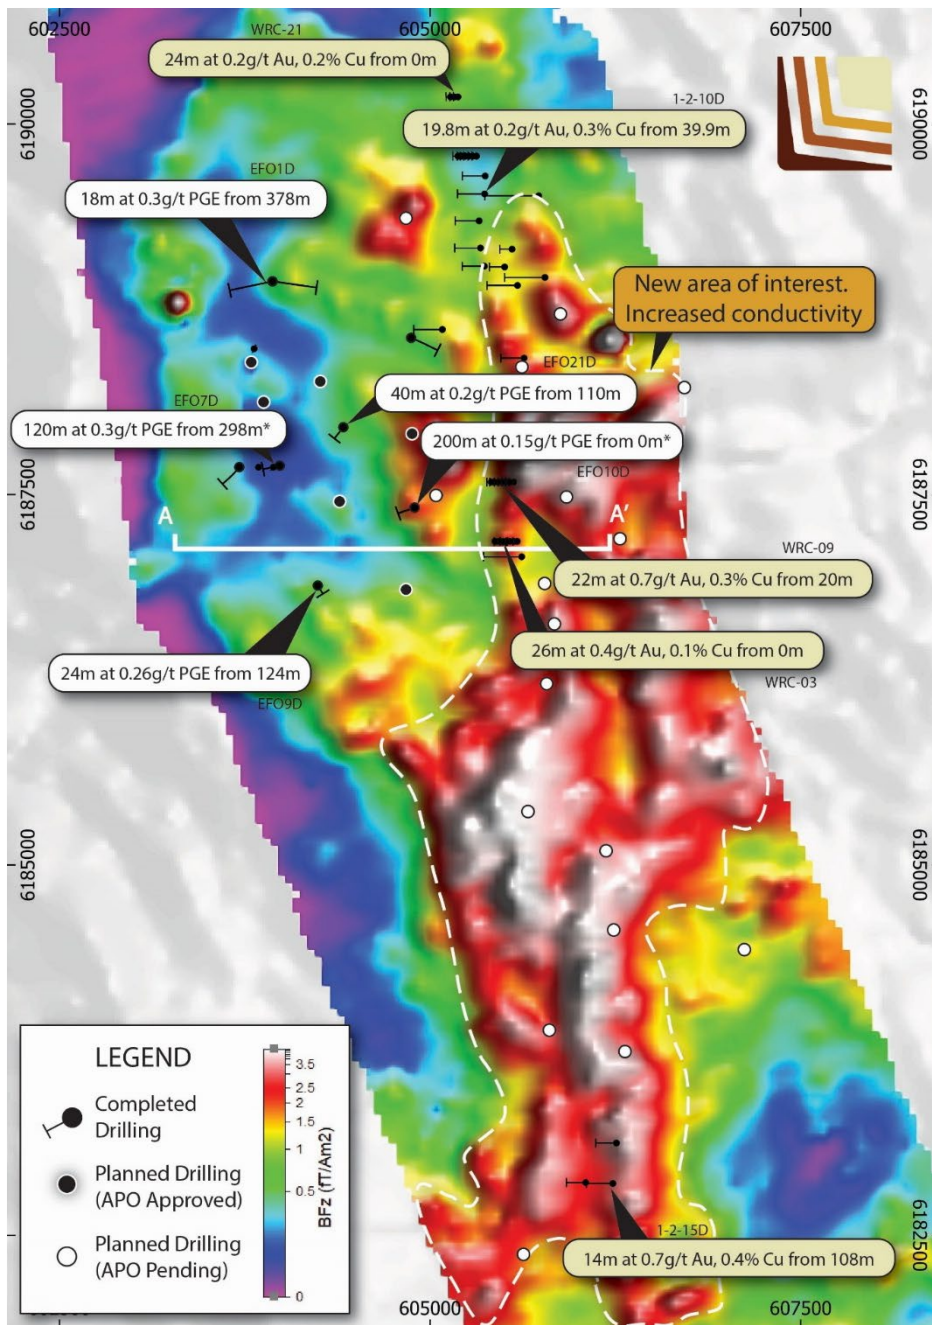 602500
605000
607500
WRC-21
24m at 0.2g/t Au, 0.2% Cu from 0m
6190000
6190000
1-2-10D
19.8m at 0.2g/t Au, 0.3% Cu from 39.9m
EFO1D
18m at 0.3g/t PGE from 378m
New area of interest.
Increased conductivity
EFO21D
40m at 0.2g/t PGE from 110m
EFO7D
120m at 0.3g/t PGE from 298m*
200m at 0.15g/t PGE from 0m*
EFO10D
6187500
6187500
A
A'
WRC-09
22m at 0.7g/t Au, 0.3% Cu from 20m
26m at 0.4g/t Au, 0.1% Cu from 0m
WRC-03
24m at 0.26g/t PGE from 124m
EFO9D
6185000
6185000
LEGEND
Completed
Drilling
Planned Drilling
(APO Approved)
Planned Drilling
(APO Pending)
3.5
2.5
2
1.5
1
0.5
0
BFz (fT/Am2)
6182500
1-2-15D
14m at 0.7g/t Au, 0.4% Cu from 108m
605000
607500